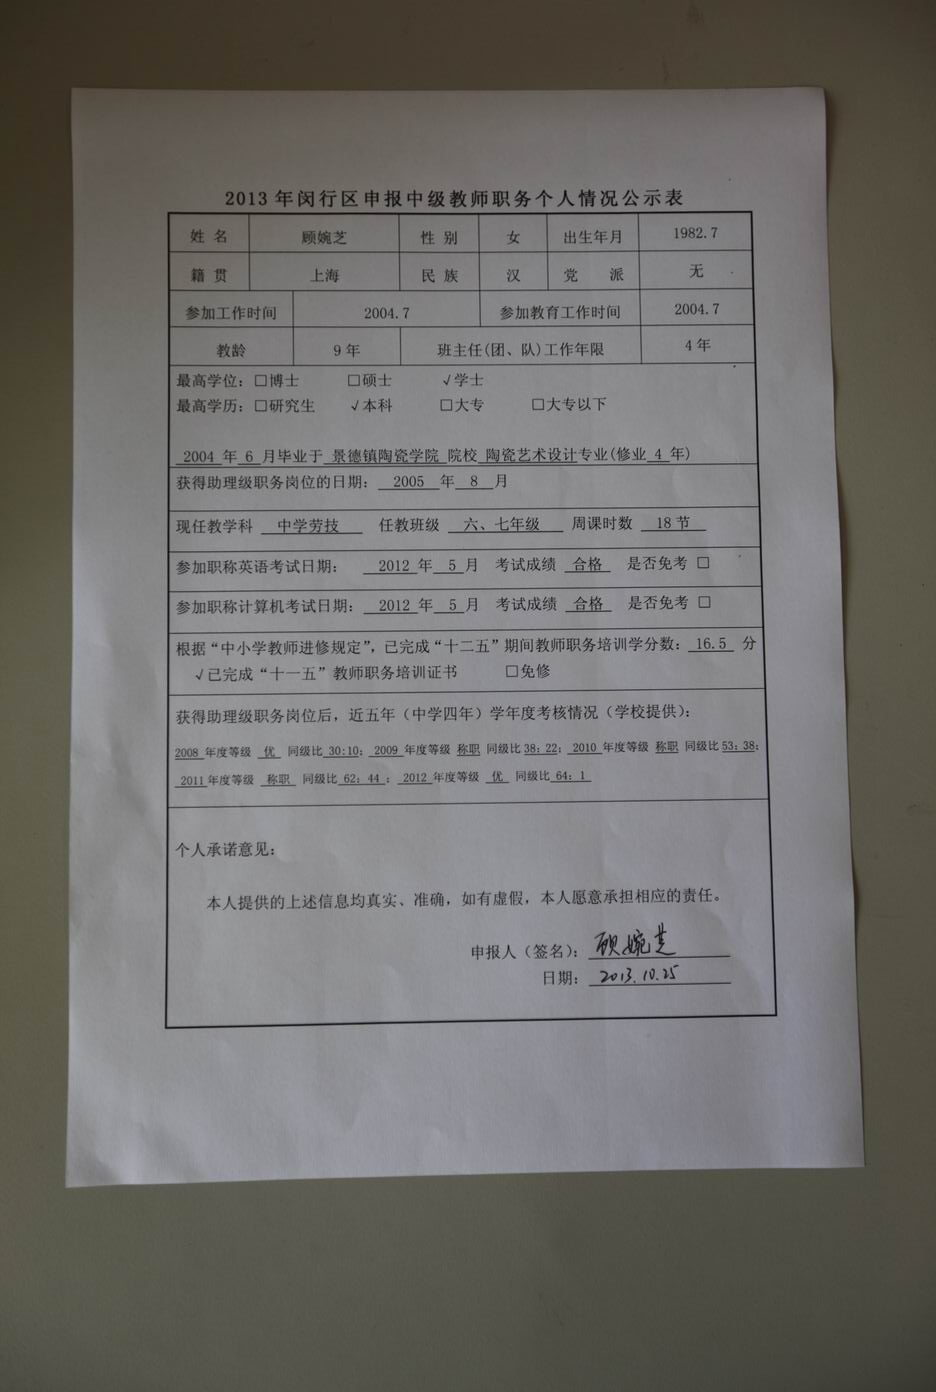 2013 年闵行区申报中级教师职务个人情况公示表
姓 名 顾婉芝 性 别 女 出生年月 1982.7
籍 贯 上海 民 族 汉 党 派 无
参加工作时间 2004.7 参加教育工作时间 2004.7
教龄 9 年 班主任(团、队)工作年限 4 年
最高学位: □博士 □硕士 √学士
最高学历: □研究生 √本科 □大专 □大专以下
2004 年 6 月毕业于 景德镇陶瓷学院 院校 陶瓷艺术设计专业(修业 4 年)
获得助理级职务岗位的日期: 2005 年 8 月
现任教学科 中学劳技 任教班级 六、七年级 周课时数 18 节
参加职称英语考试日期: 2012 年 5 月 考试成绩 合格 是否免考 □
参加职称计算机考试日期: 2012 年 5 月 考试成绩 合格 是否免考 □
根据“中小学教师进修规定”, 已完成“十二五”期间教师职务培训学分数: 16.5 分
√已完成“十一五”教师职务培训证书 □免修
获得助理级职务岗位后, 近五年（中学四年）学年度考核情况（学校提供）:
2008 年度等级 优 同级比 30:10; 2009 年度等级 称职 同级比 38: 22; 2010 年度等级 称职 同级比 53: 38;
2011 年度等级 称职 同级比 62: 44 ; 2012 年度等级 优 同级比 64: 1
个人承诺意见:
本人提供的上述信息均真实、准确, 如有虚假, 本人愿意承担相应的责任。
申报人（签名）: 顾婉芝
日期: 2013.10.25